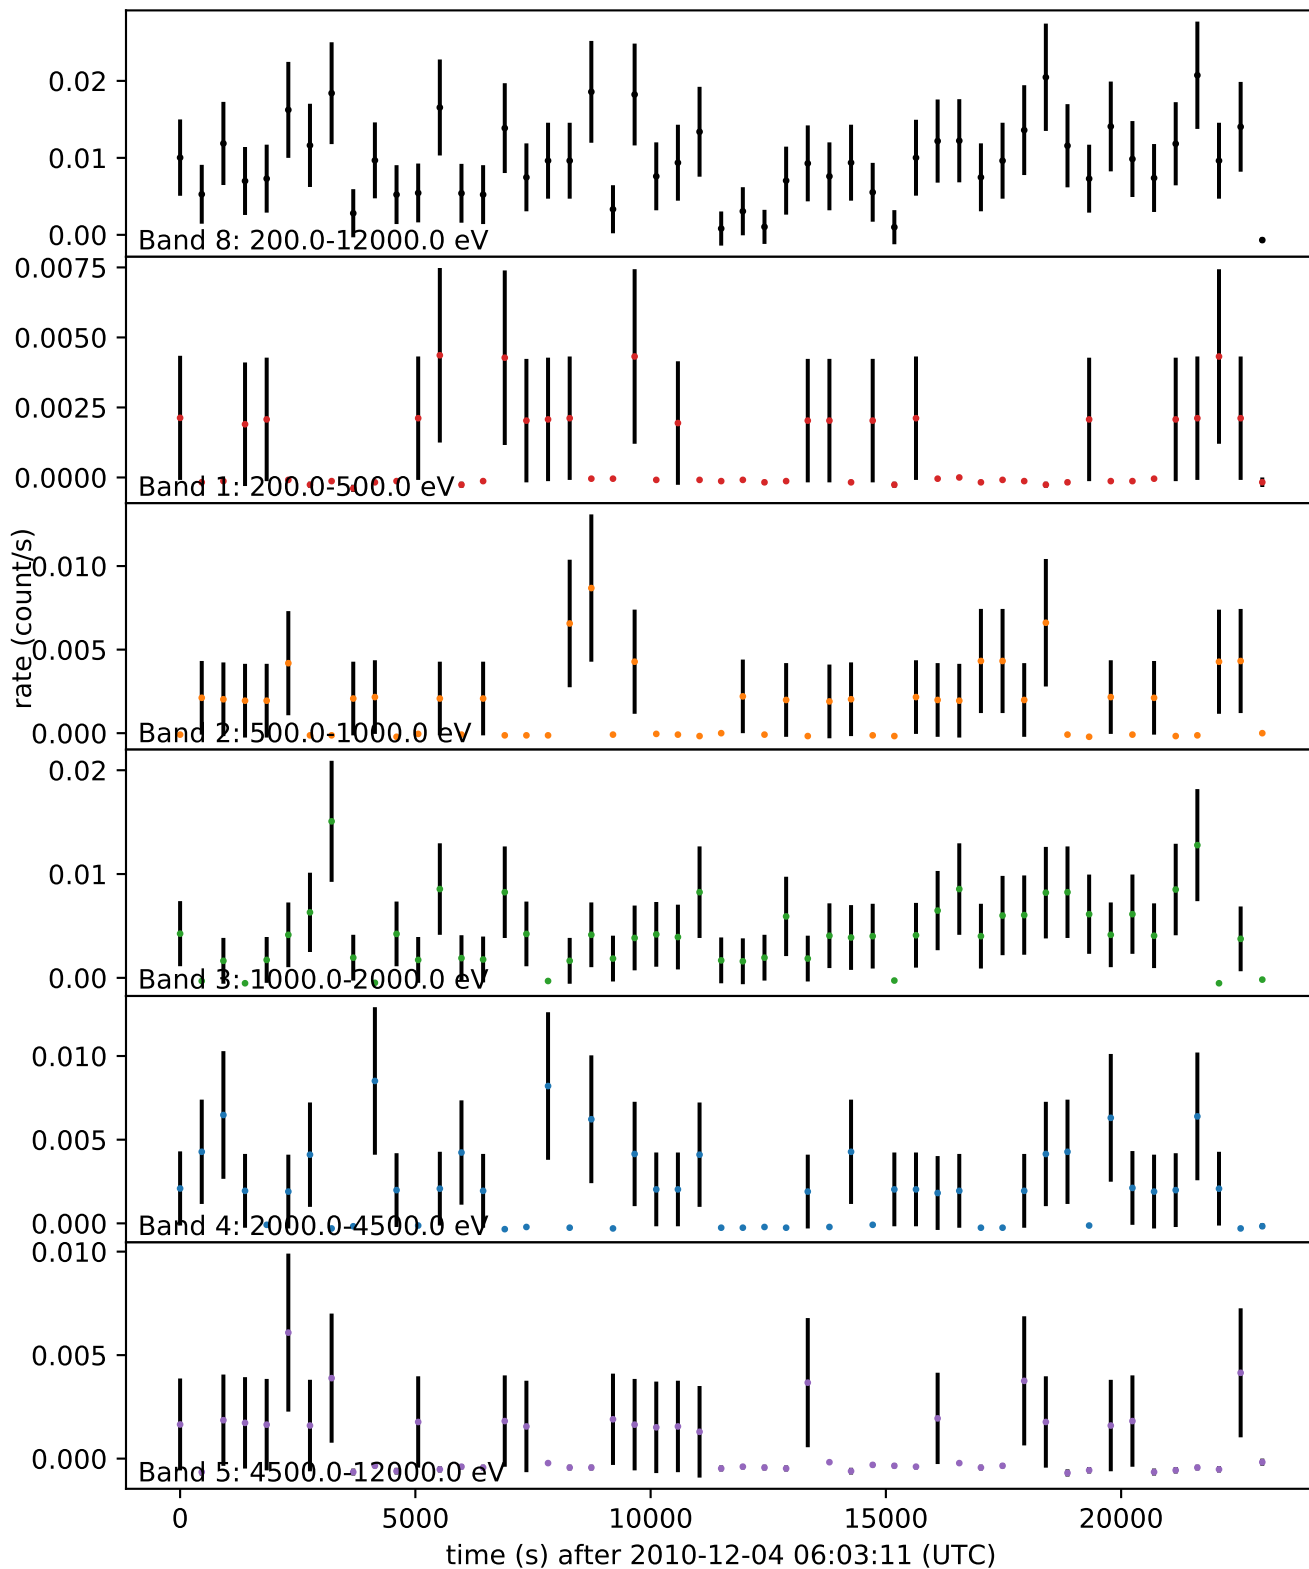 0.02
0.01
0.00
Band 8: 200.0-12000.0 eV
0.0075
0.0050
0.0025
0.0000
Band 1: 200.0-500.0 eV
rate (count/s)
0.010
0.005
0.000
Band 2: 500.0-1000.0 eV
0.02
0.01
0.00
Band 3: 1000.0-2000.0 eV
0.010
0.005
0.000
Band 4: 2000.0-4500.0 eV
0.010
0.005
0.000
Band 5: 4500.0-12000.0 eV
0 5000 10000 15000 20000
time (s) after 2010-12-04 06:03:11 (UTC)